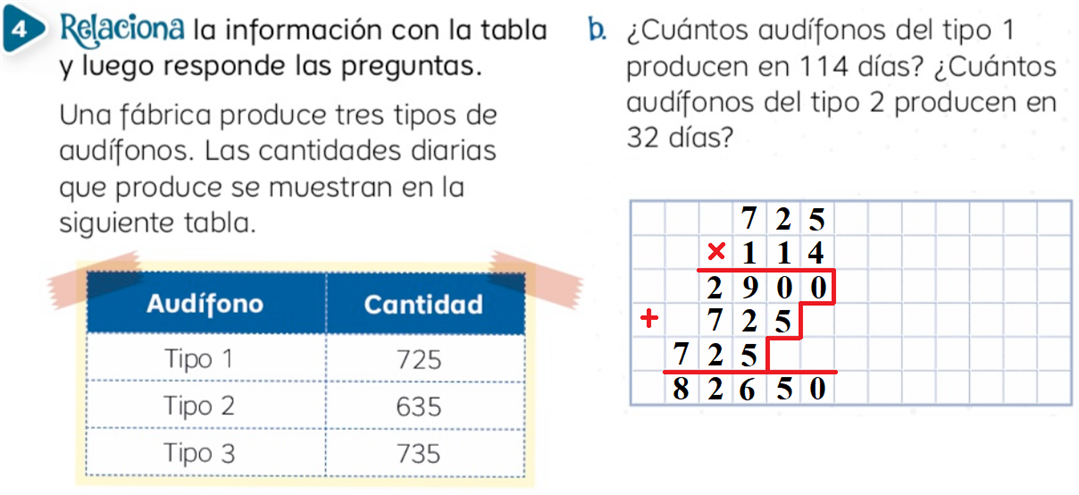 4 Relaciona la información con la tabla
y luego responde las preguntas.
Una fábrica produce tres tipos de
audífonos. Las cantidades diarias
que produce se muestran en la
siguiente tabla.
Audífono Cantidad
Tipo 1 725
Tipo 2 635
Tipo 3 735
b. ¿Cuántos audífonos del tipo 1
producen en 114 días? ¿Cuántos
audífonos del tipo 2 producen en
32 días?
7 2 5
× 1 1 4
2 9 0 0
+ 7 2 5
7 2 5
8 2 6 5 0